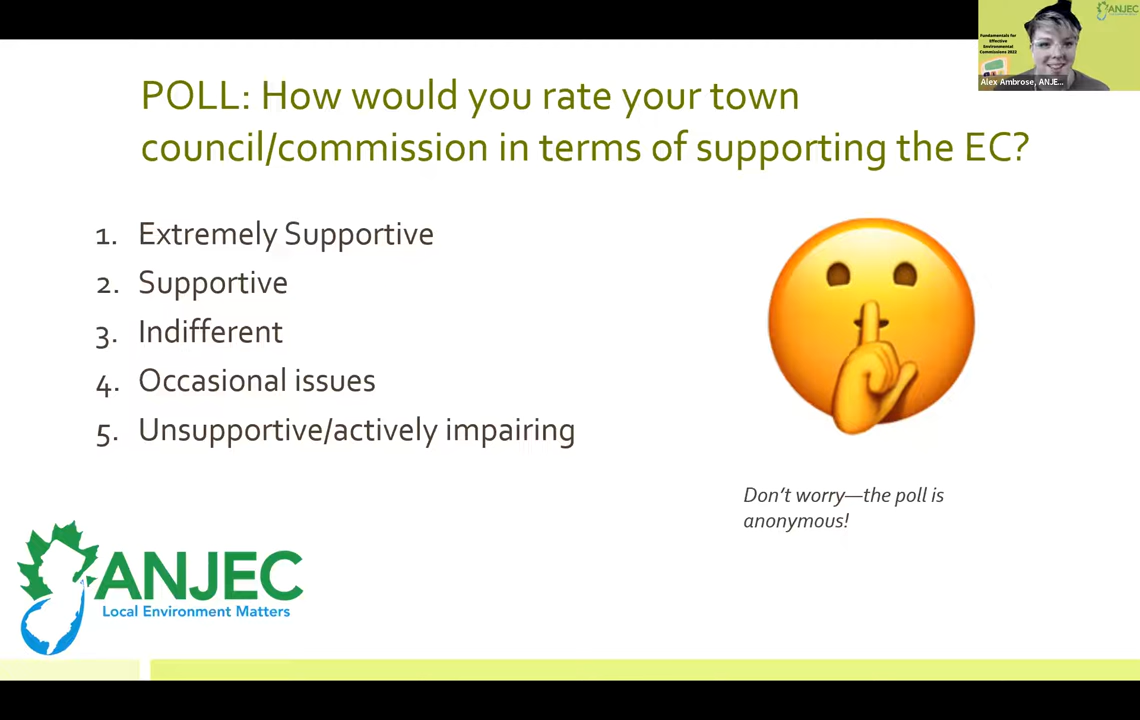 ANJEC
Fundamentals for
Effective
Environmental
Commissions 2022
Alex Ambrose, ANJE...
POLL: How would you rate your town
council/commission in terms of supporting the EC?
1. Extremely Supportive
2. Supportive
3. Indifferent
4. Occasional issues
5. Unsupportive/actively impairing
Don't worry—the poll is
anonymous!
ANJEC
Local Environment Matters